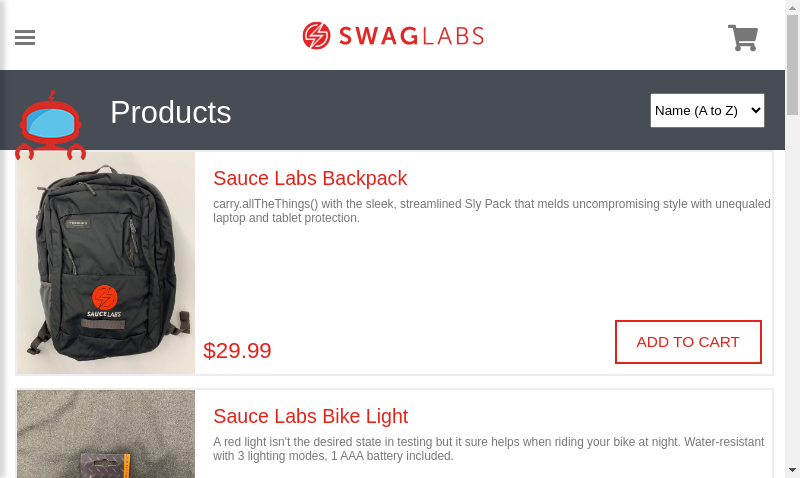 SWAGLABS
Products
Name (A to Z)
Sauce Labs Backpack
carry.allTheThings() with the sleek, streamlined Sly Pack that melds uncompromising style with unequaled
laptop and tablet protection.
SAUCELABS
$29.99
ADD TO CART
Sauce Labs Bike Light
A red light isn't the desired state in testing but it sure helps when riding your bike at night. Water-resistant
with 3 lighting modes, 1 AAA battery included.